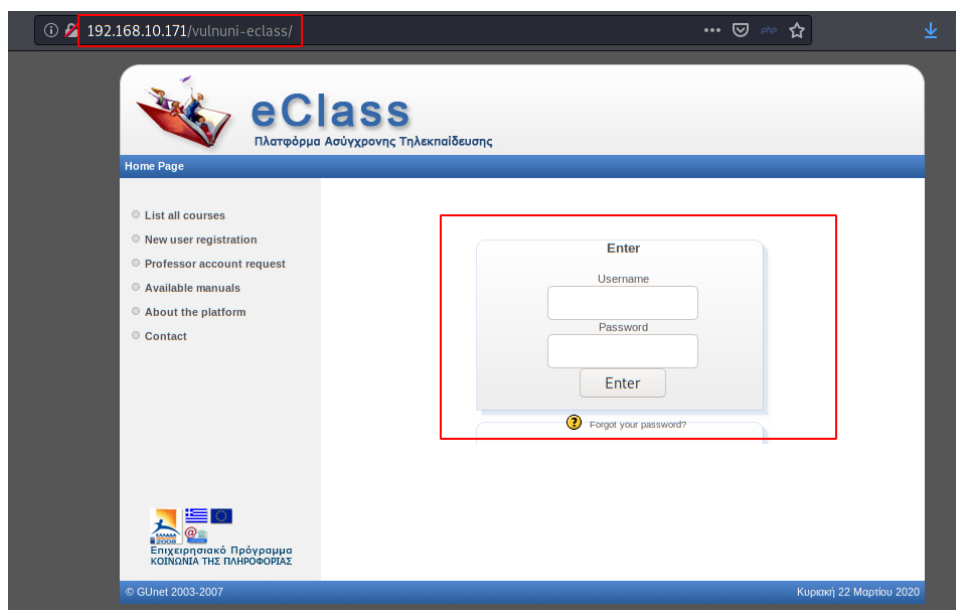 192.168.10.171/vulnuni-eclass/
php
eClass
Πλατφόρμα Ασύγχρονης Τηλεκπαίδευσης
Home Page
List all courses
New user registration
Professor account request
Available manuals
About the platform
Contact
Enter
Username
Password
Enter
Forgot your password?
Επιχειρησιακό Πρόγραμμα
ΚΟΙΝΩΝΙΑ ΤΗΣ ΠΛΗΡΟΦΟΡΙΑΣ
© GUnet 2003-2007
Κυριακή 22 Μαρτίου 2020